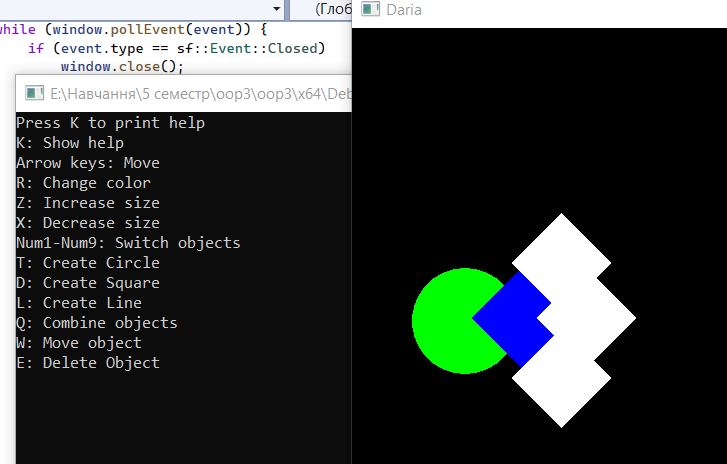 while (window.pollEvent(event)) {
(Глоб
if (event.type == sf::Event::Closed)
window.close();
Daria
E:\Навчання\5 семестр\oop3\oop3\x64\Deb
Press K to print help
K: Show help
Arrow keys: Move
R: Change color
Z: Increase size
X: Decrease size
Num1-Num9: Switch objects
T: Create Circle
D: Create Square
L: Create Line
Q: Combine objects
W: Move object
E: Delete Object